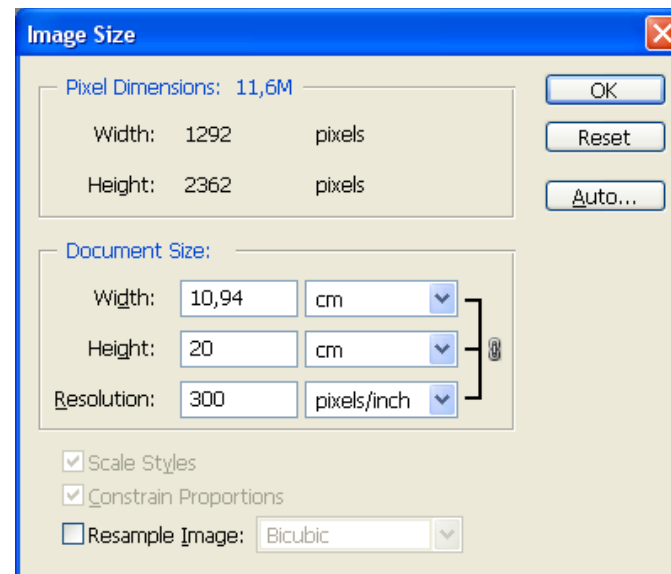 Image Size
Pixel Dimensions: 11,6M
Width: 1292 pixels
Height: 2362 pixels
OK
Reset
Auto...
Document Size:
Width: 10,94 cm
Height: 20 cm
Resolution: 300 pixels/inch
Scale Styles
Constrain Proportions
Resample Image: Bicubic